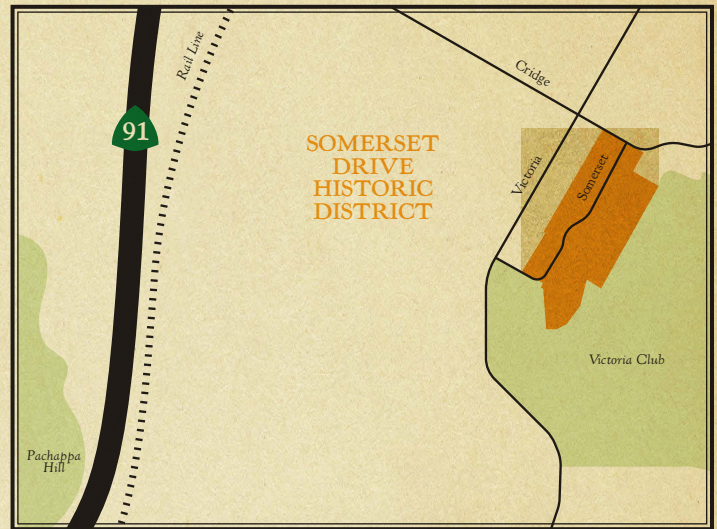 Rail Line
Cridge
91
SOMERSET
DRIVE
HISTORIC
DISTRICT
Victoria
Somerset
Victoria Club
Pachappa
Hill